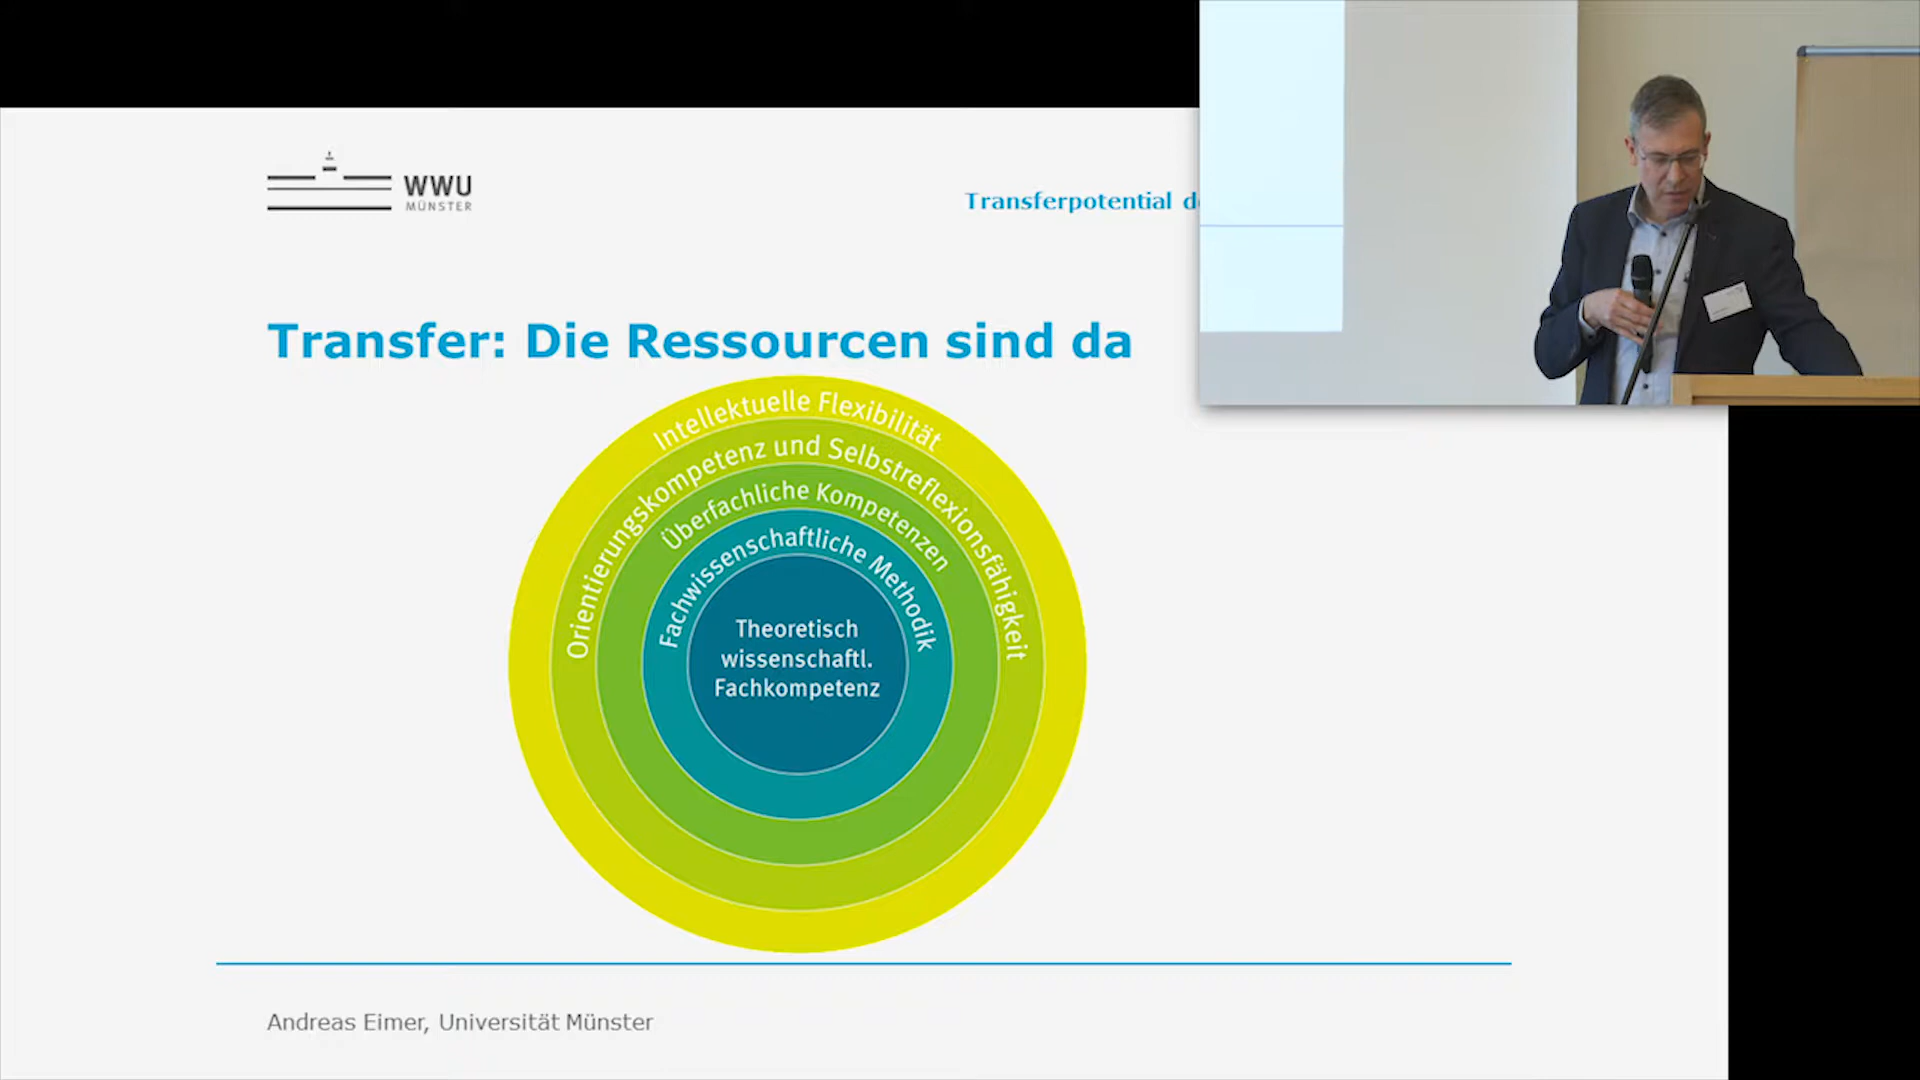 WWU
MÜNSTER
Transferpotential
Transfer: Die Ressourcen sind da
Intellektuelle Flexibilität
Orientierungskompetenz und Selbstreflexionsfähigkeit
Überfachliche Kompetenzen
Fachwissenschaftliche Methodik
Theoretisch
wissenschaftl.
Fachkompetenz
Andreas Eimer, Universität Münster